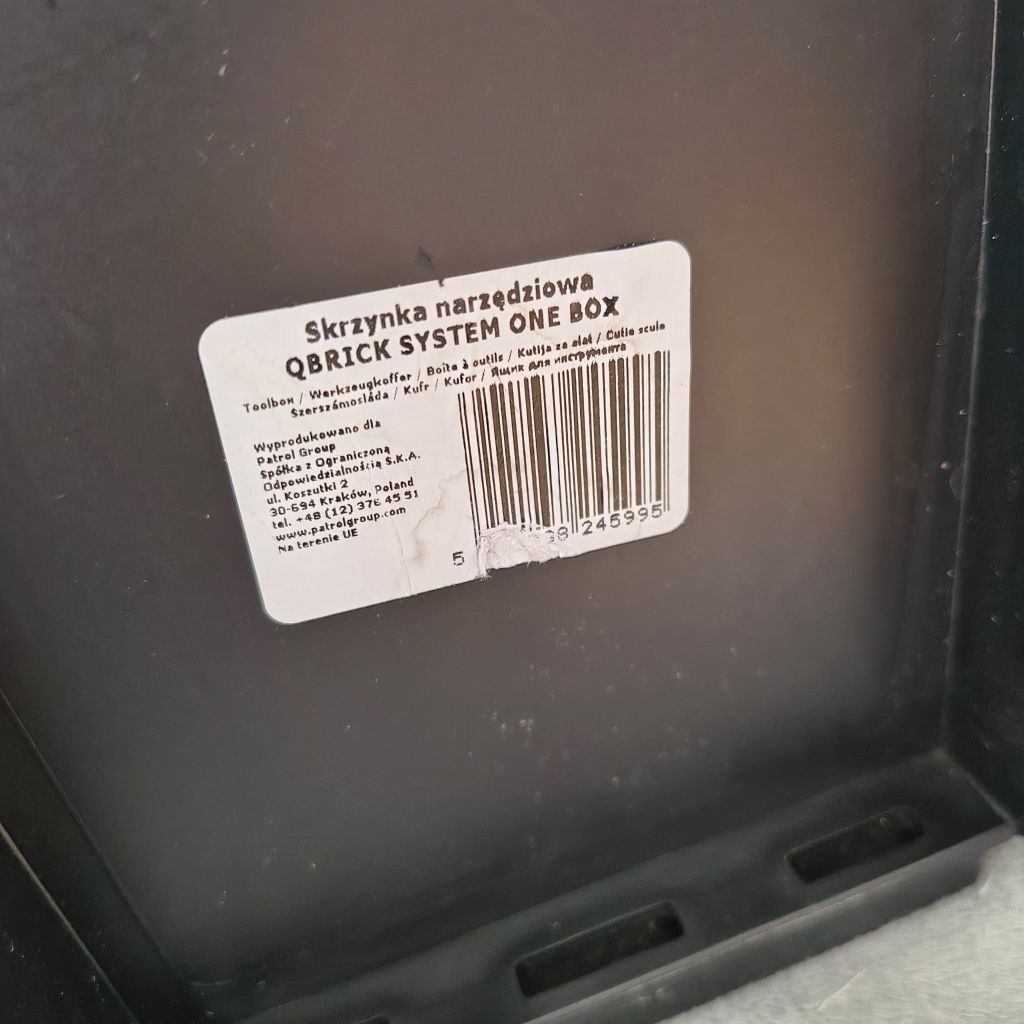 Skrzynka narzędziowa
QBRICK SYSTEM ONE BOX
Toolbox / Werkzeugkoffer / Boîte à outils / Kutija za alat / Cutie scule
Szerszámosláda / Kufr / Kufor / Ящик для инструмента
Wyprodukowano dla
Patrol Group
Spółka z Ograniczoną
Odpowiedzialnością S.K.A.
ul. Koszutki 2
30-694 Kraków, Poland
tel. +48 (12) 376 45 51
www.patrolgroup.com
Na terenie UE
5 245995